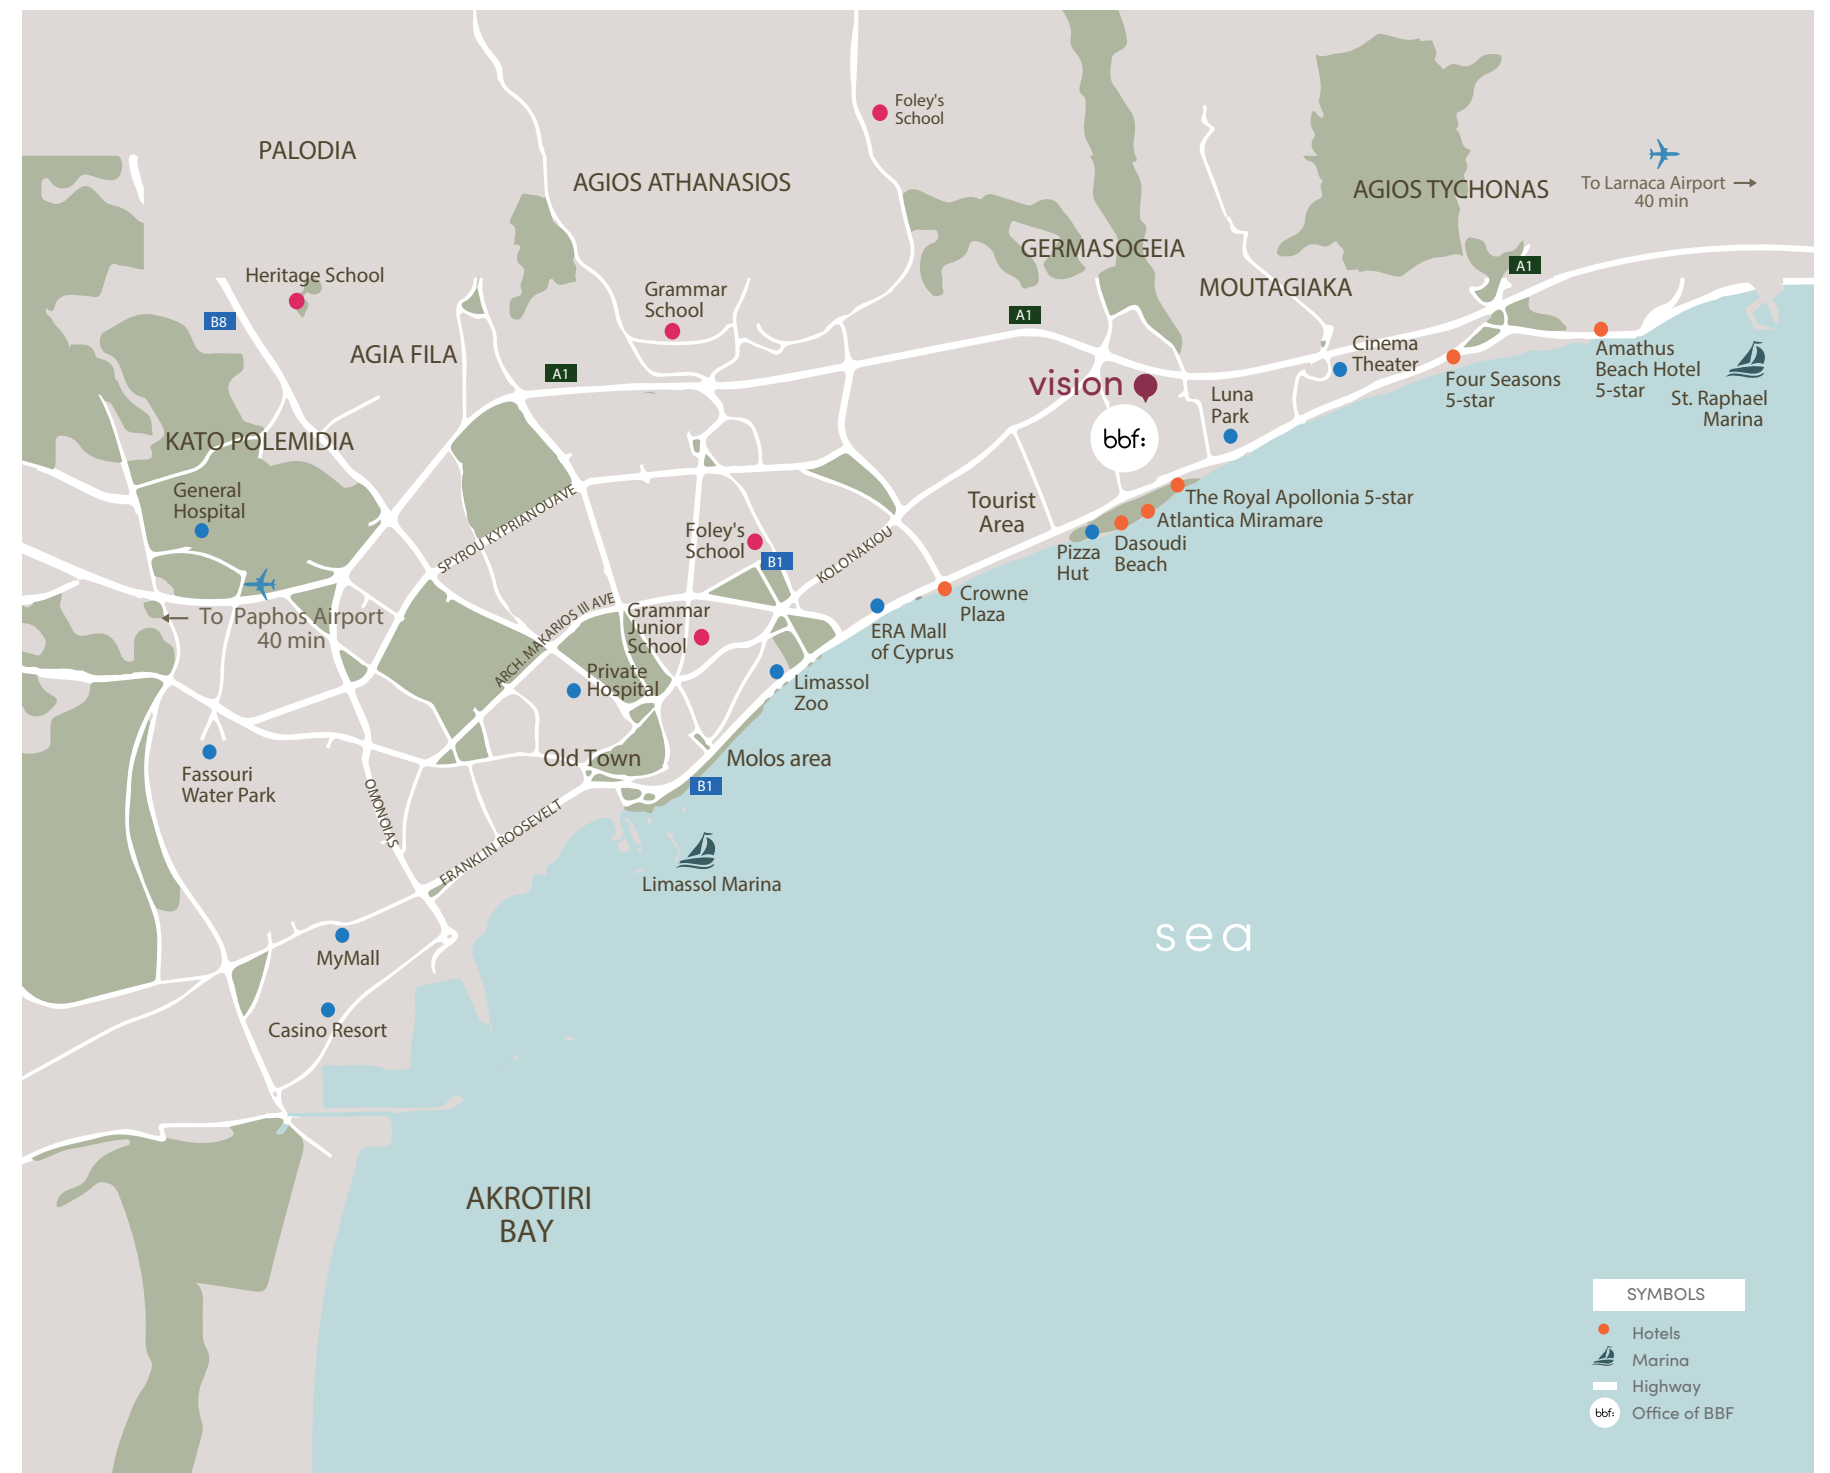 Foley's
School
PALODIA
AGIOS ATHANASIOS
AGIOS TYCHONAS
To Larnaca Airport
40 min
GERMASOGEIA
A1
Heritage School
MOUTAGIAKA
Grammar
School
B8
A1
AGIA FILA
A1
Cinema
Theater
Amathus
Beach Hotel
5-star
Four Seasons
5-star
St. Raphael
Marina
vision
Luna
Park
bbf:
KATO POLEMIDIA
General
Hospital
Tourist
Area
The Royal Apollonia 5-star
Atlantica Miramare
SPYROU KYPRIANOUAVE
Foley's
School
B1
KOLONAKIOU
Dasoudi
Beach
Pizza
Hut
To Paphos Airport
40 min
ARCH. MAKARIOS III AVE
Grammar
Junior
School
Crowne
Plaza
ERA Mall
of Cyprus
Private
Hospital
Limassol
Zoo
Old Town
Molos area
B1
Fassouri
Water Park
OMONOIAS
FRANKLIN ROOSEVELT
Limassol Marina
sea
MyMall
Casino Resort
AKROTIRI
BAY
SYMBOLS
Hotels
Marina
Highway
bbf: Office of BBF